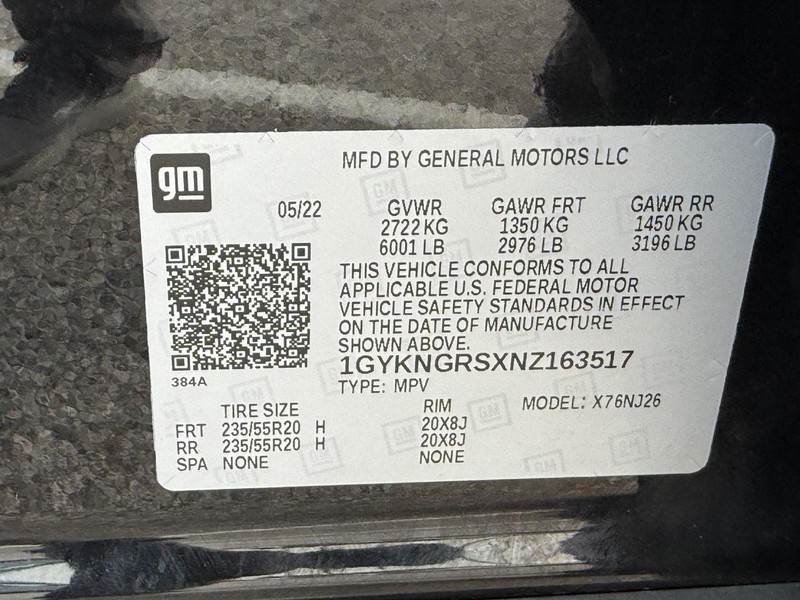 gm
MFD BY GENERAL MOTORS LLC
05/22 GVWR GAWR FRT GAWR RR
2722 KG 1350 KG 1450 KG
6001 LB 2976 LB 3196 LB
THIS VEHICLE CONFORMS TO ALL
APPLICABLE U.S. FEDERAL MOTOR
VEHICLE SAFETY STANDARDS IN EFFECT
ON THE DATE OF MANUFACTURE
SHOWN ABOVE.
1GYKNGRSXNZ163517
384A
TYPE: MPV
TIRE SIZE RIM MODEL: X76NJ26
FRT 235/55R20 H 20X8J
RR 235/55R20 H 20X8J
SPA NONE NONE